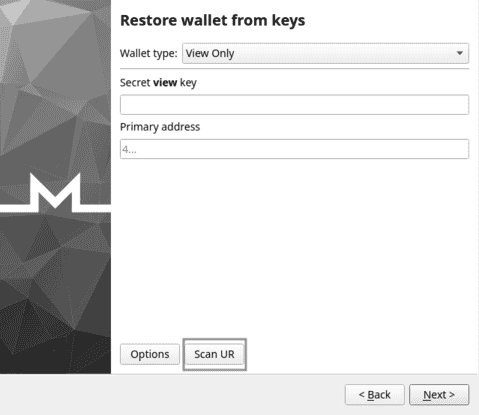 Restore wallet from keys
Wallet type: View Only
Secret view key
Primary address
4...
Options Scan UR
< Back Next >